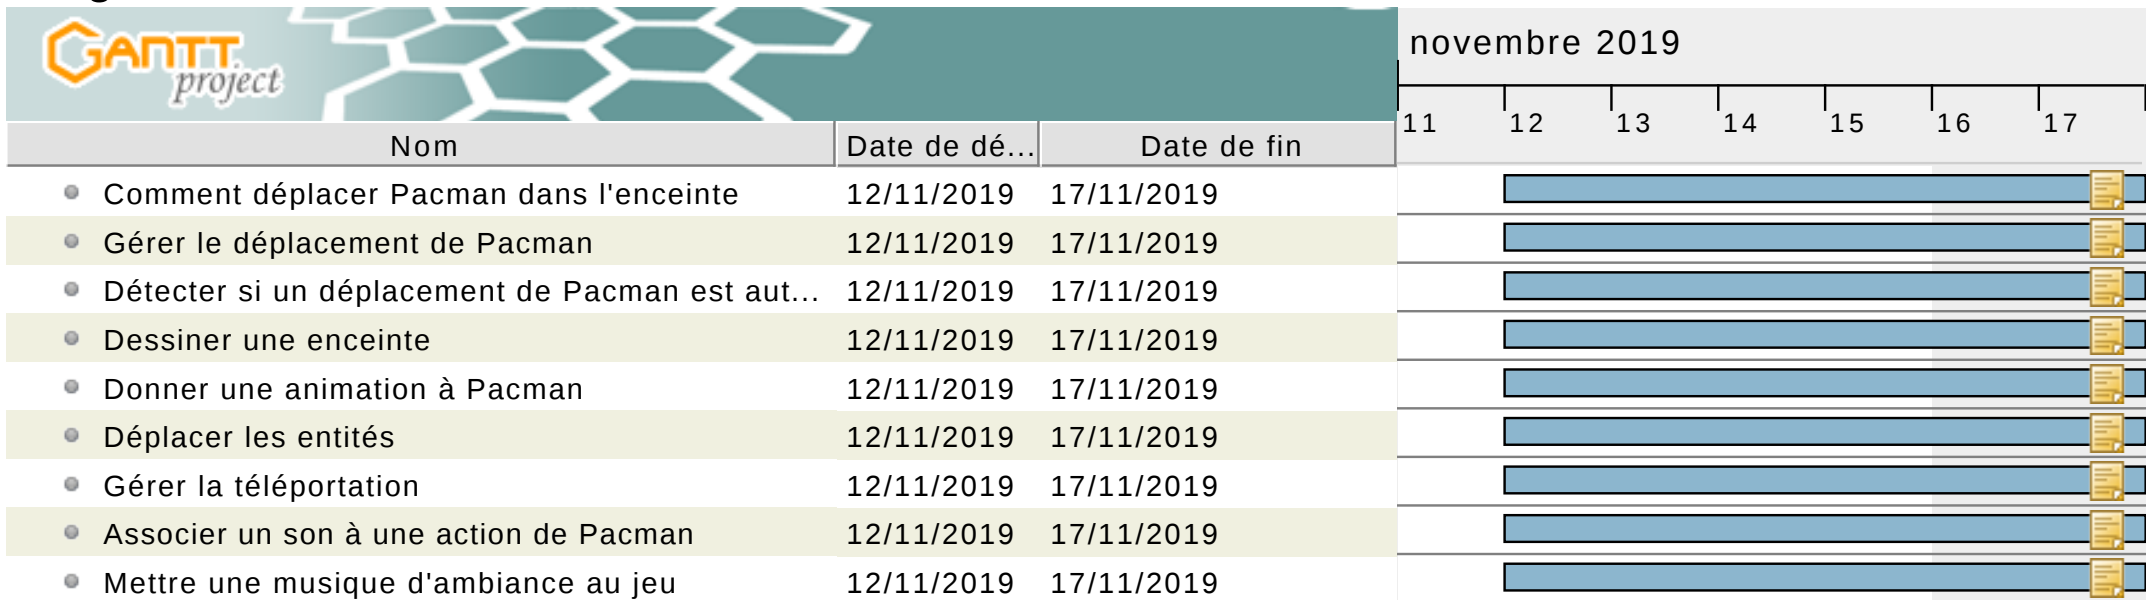 GANTT
project
novembre 2019
11 12 13 14 15 16 17
Nom Date de dé... Date de fin
Comment déplacer Pacman dans l'enceinte 12/11/2019 17/11/2019
Gérer le déplacement de Pacman 12/11/2019 17/11/2019
Détecter si un déplacement de Pacman est aut... 12/11/2019 17/11/2019
Dessiner une enceinte 12/11/2019 17/11/2019
Donner une animation à Pacman 12/11/2019 17/11/2019
Déplacer les entités 12/11/2019 17/11/2019
Gérer la téléportation 12/11/2019 17/11/2019
Associer un son à une action de Pacman 12/11/2019 17/11/2019
Mettre une musique d'ambiance au jeu 12/11/2019 17/11/2019